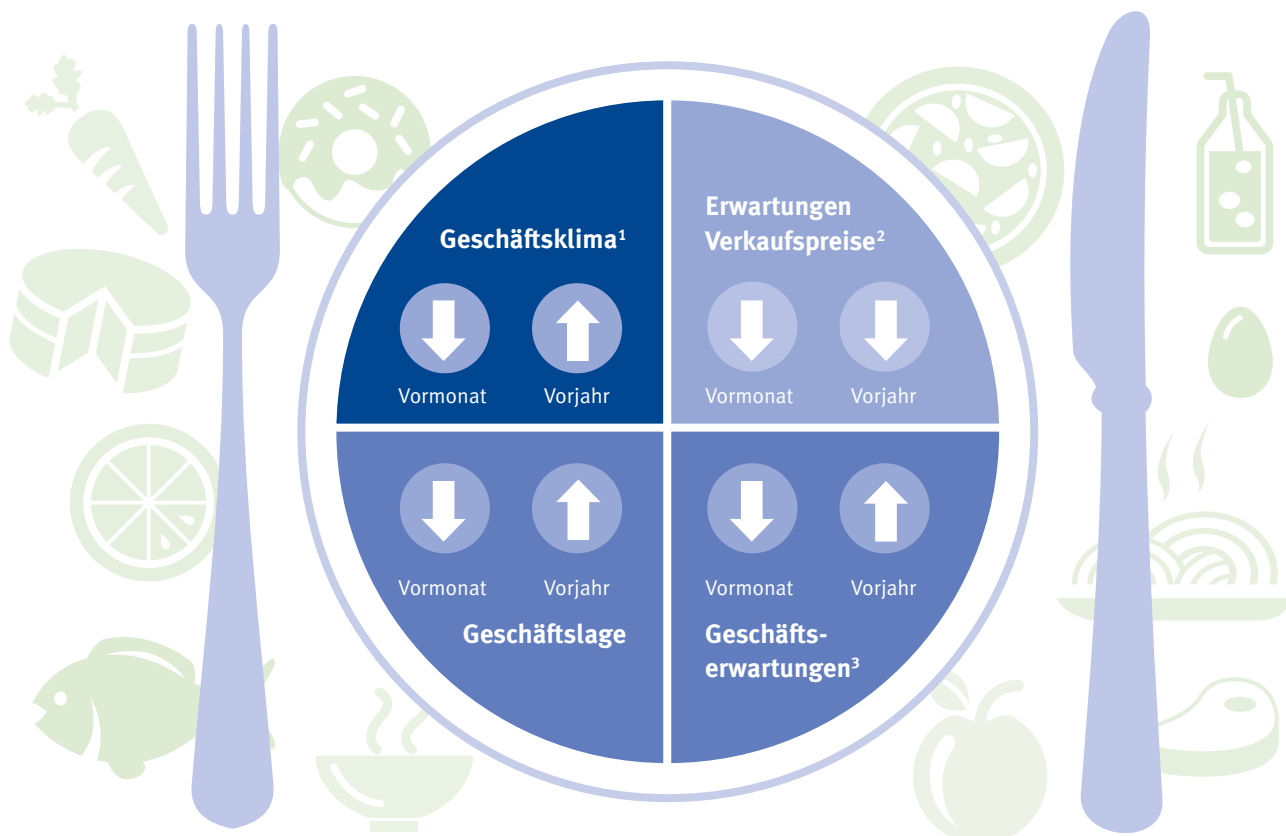 Geschäftsklima¹
Vormonat Vorjahr
Erwartungen
Verkaufspreise²
Vormonat Vorjahr
Vormonat Vorjahr
Geschäftslage
Vormonat Vorjahr
Geschäfts-
erwartungen³